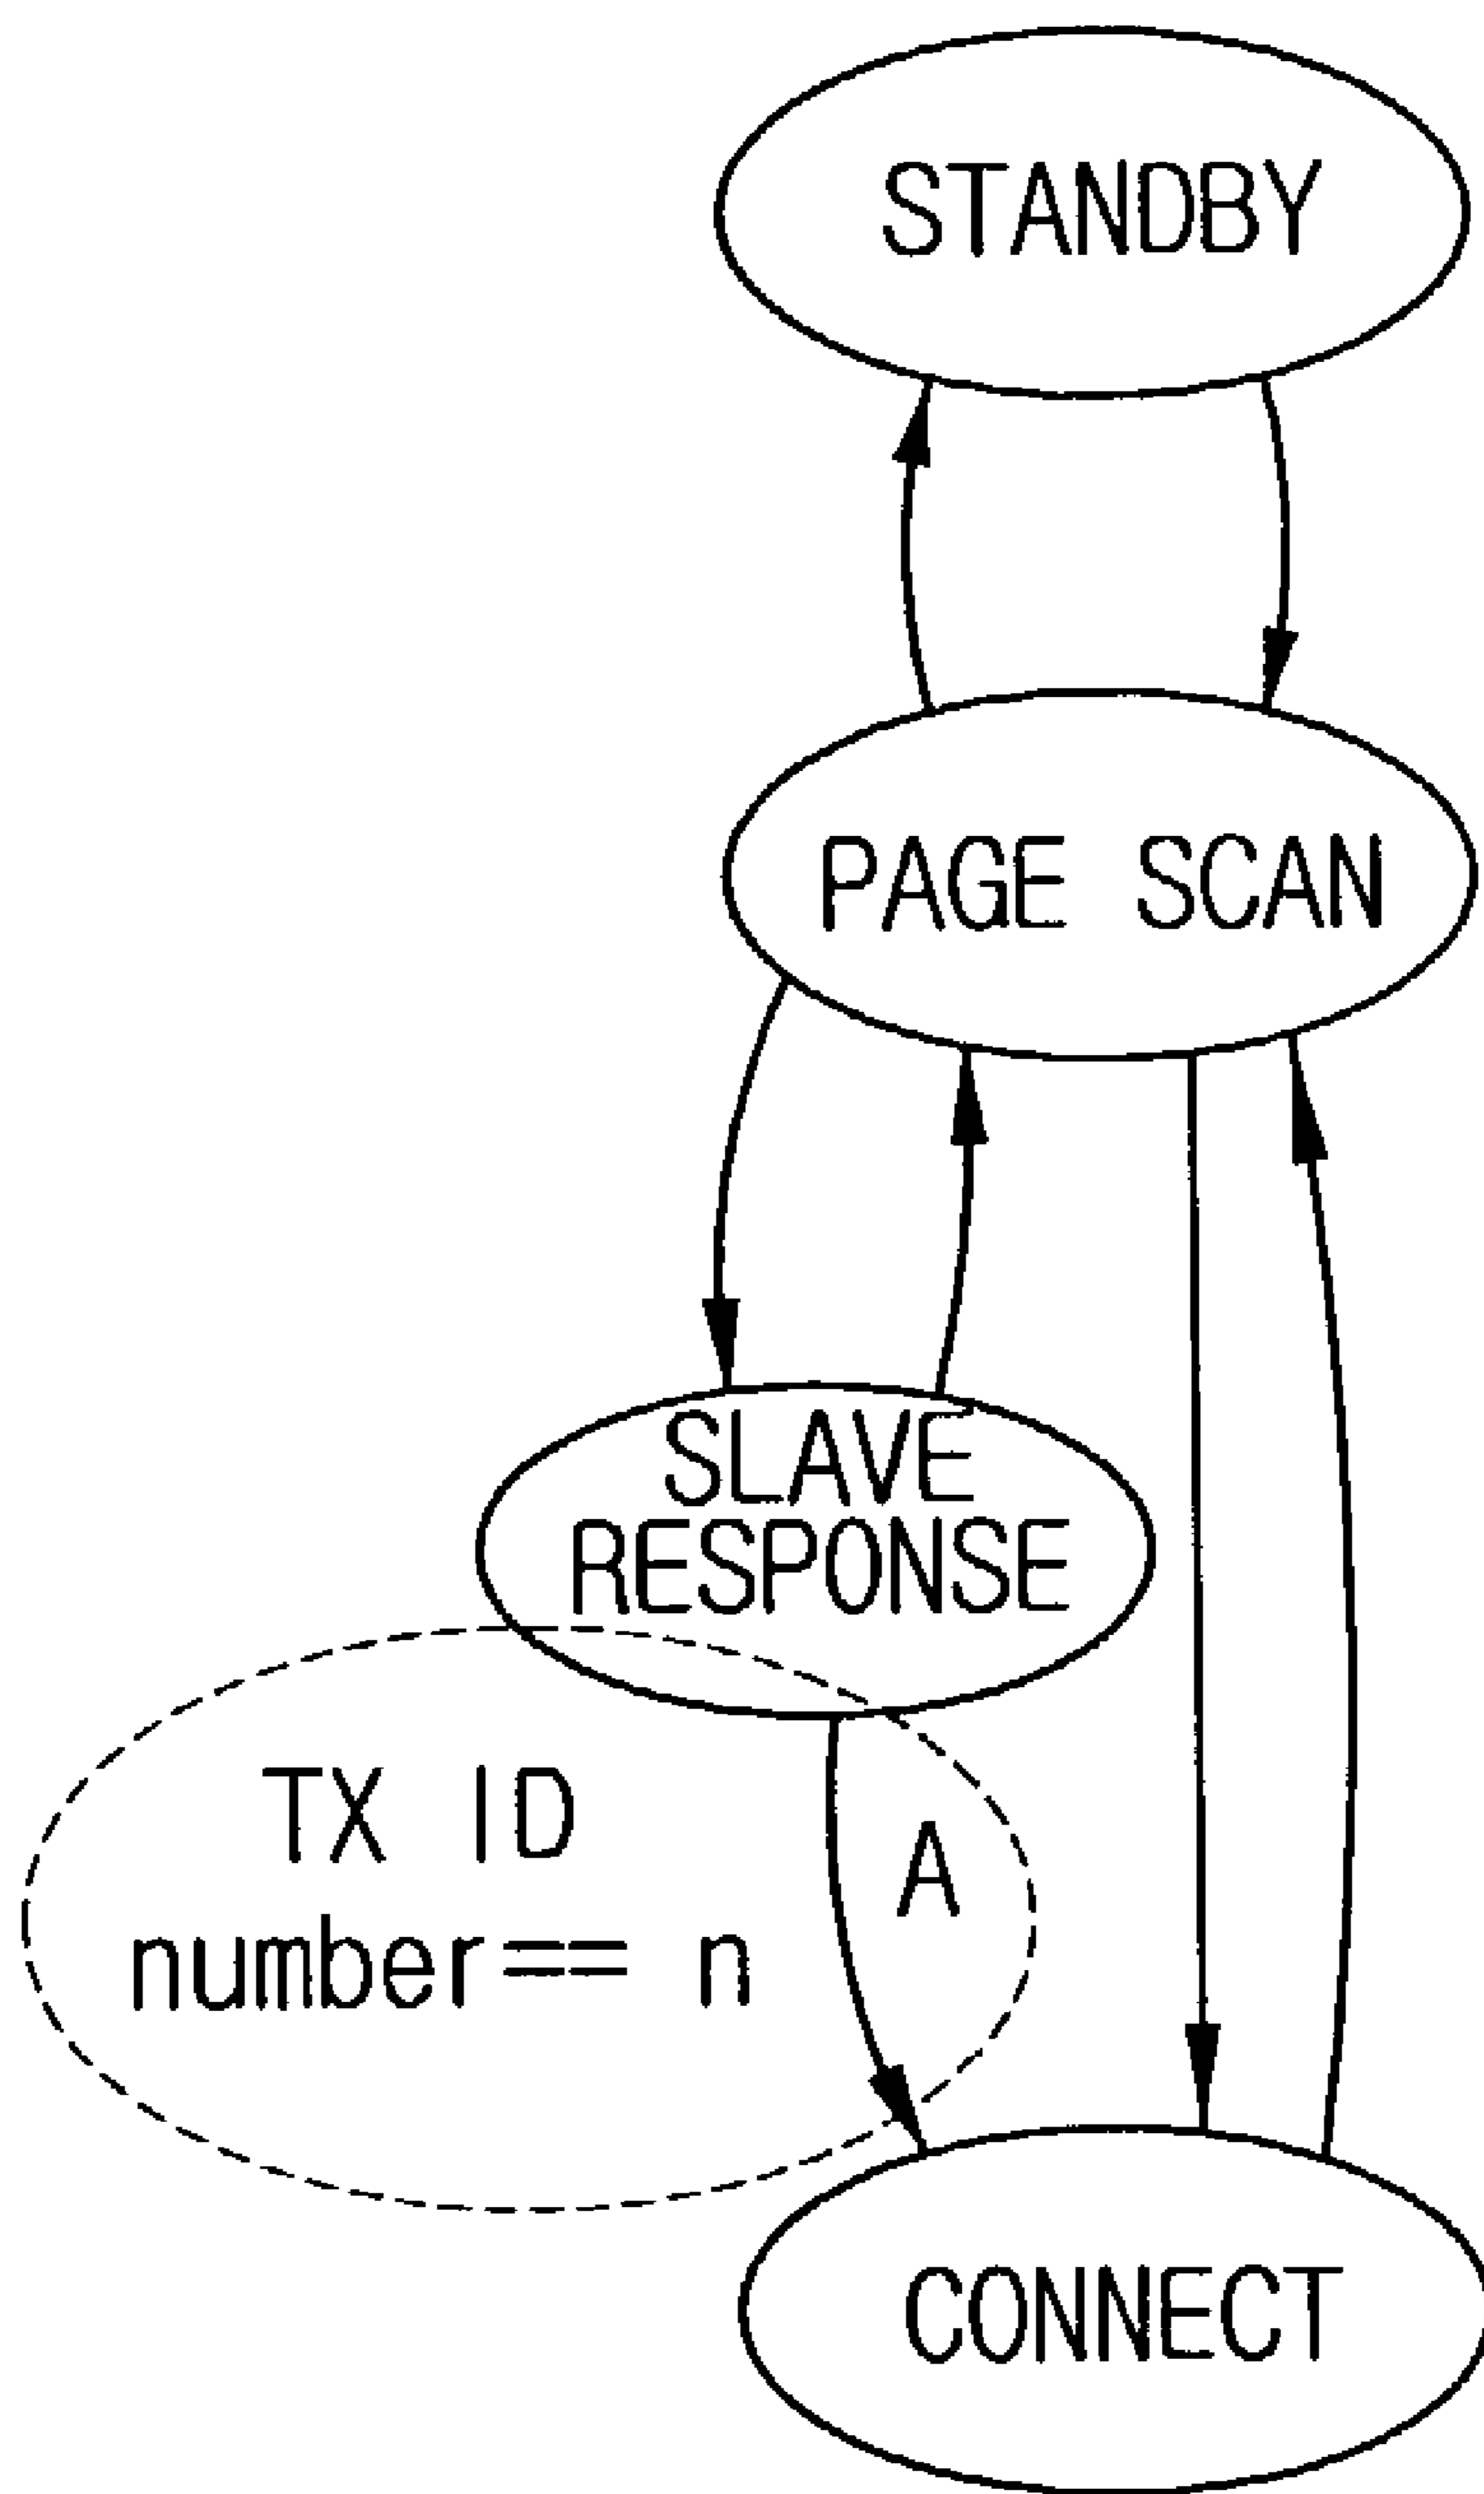 STANDBY
PAGE SCAN
SLAVE
RESPONSE
TX ID
A
number== n
CONNECT